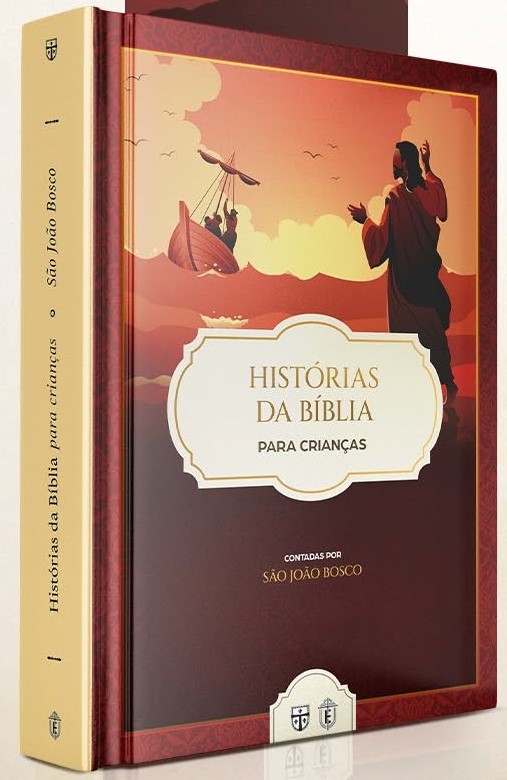 Histórias da Bíblia para crianças São João Bosco
HISTÓRIAS
DA BÍBLIA
PARA CRIANÇAS
CONTADAS POR
SÃO JOÃO BOSCO